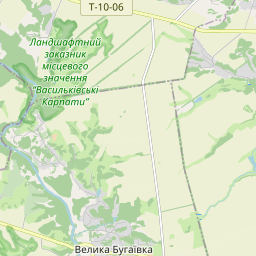 Т-10-06
Ландшафтний
заказник
місцевого
значення
"Васильківські
Карпати"
Велика Бугаївка